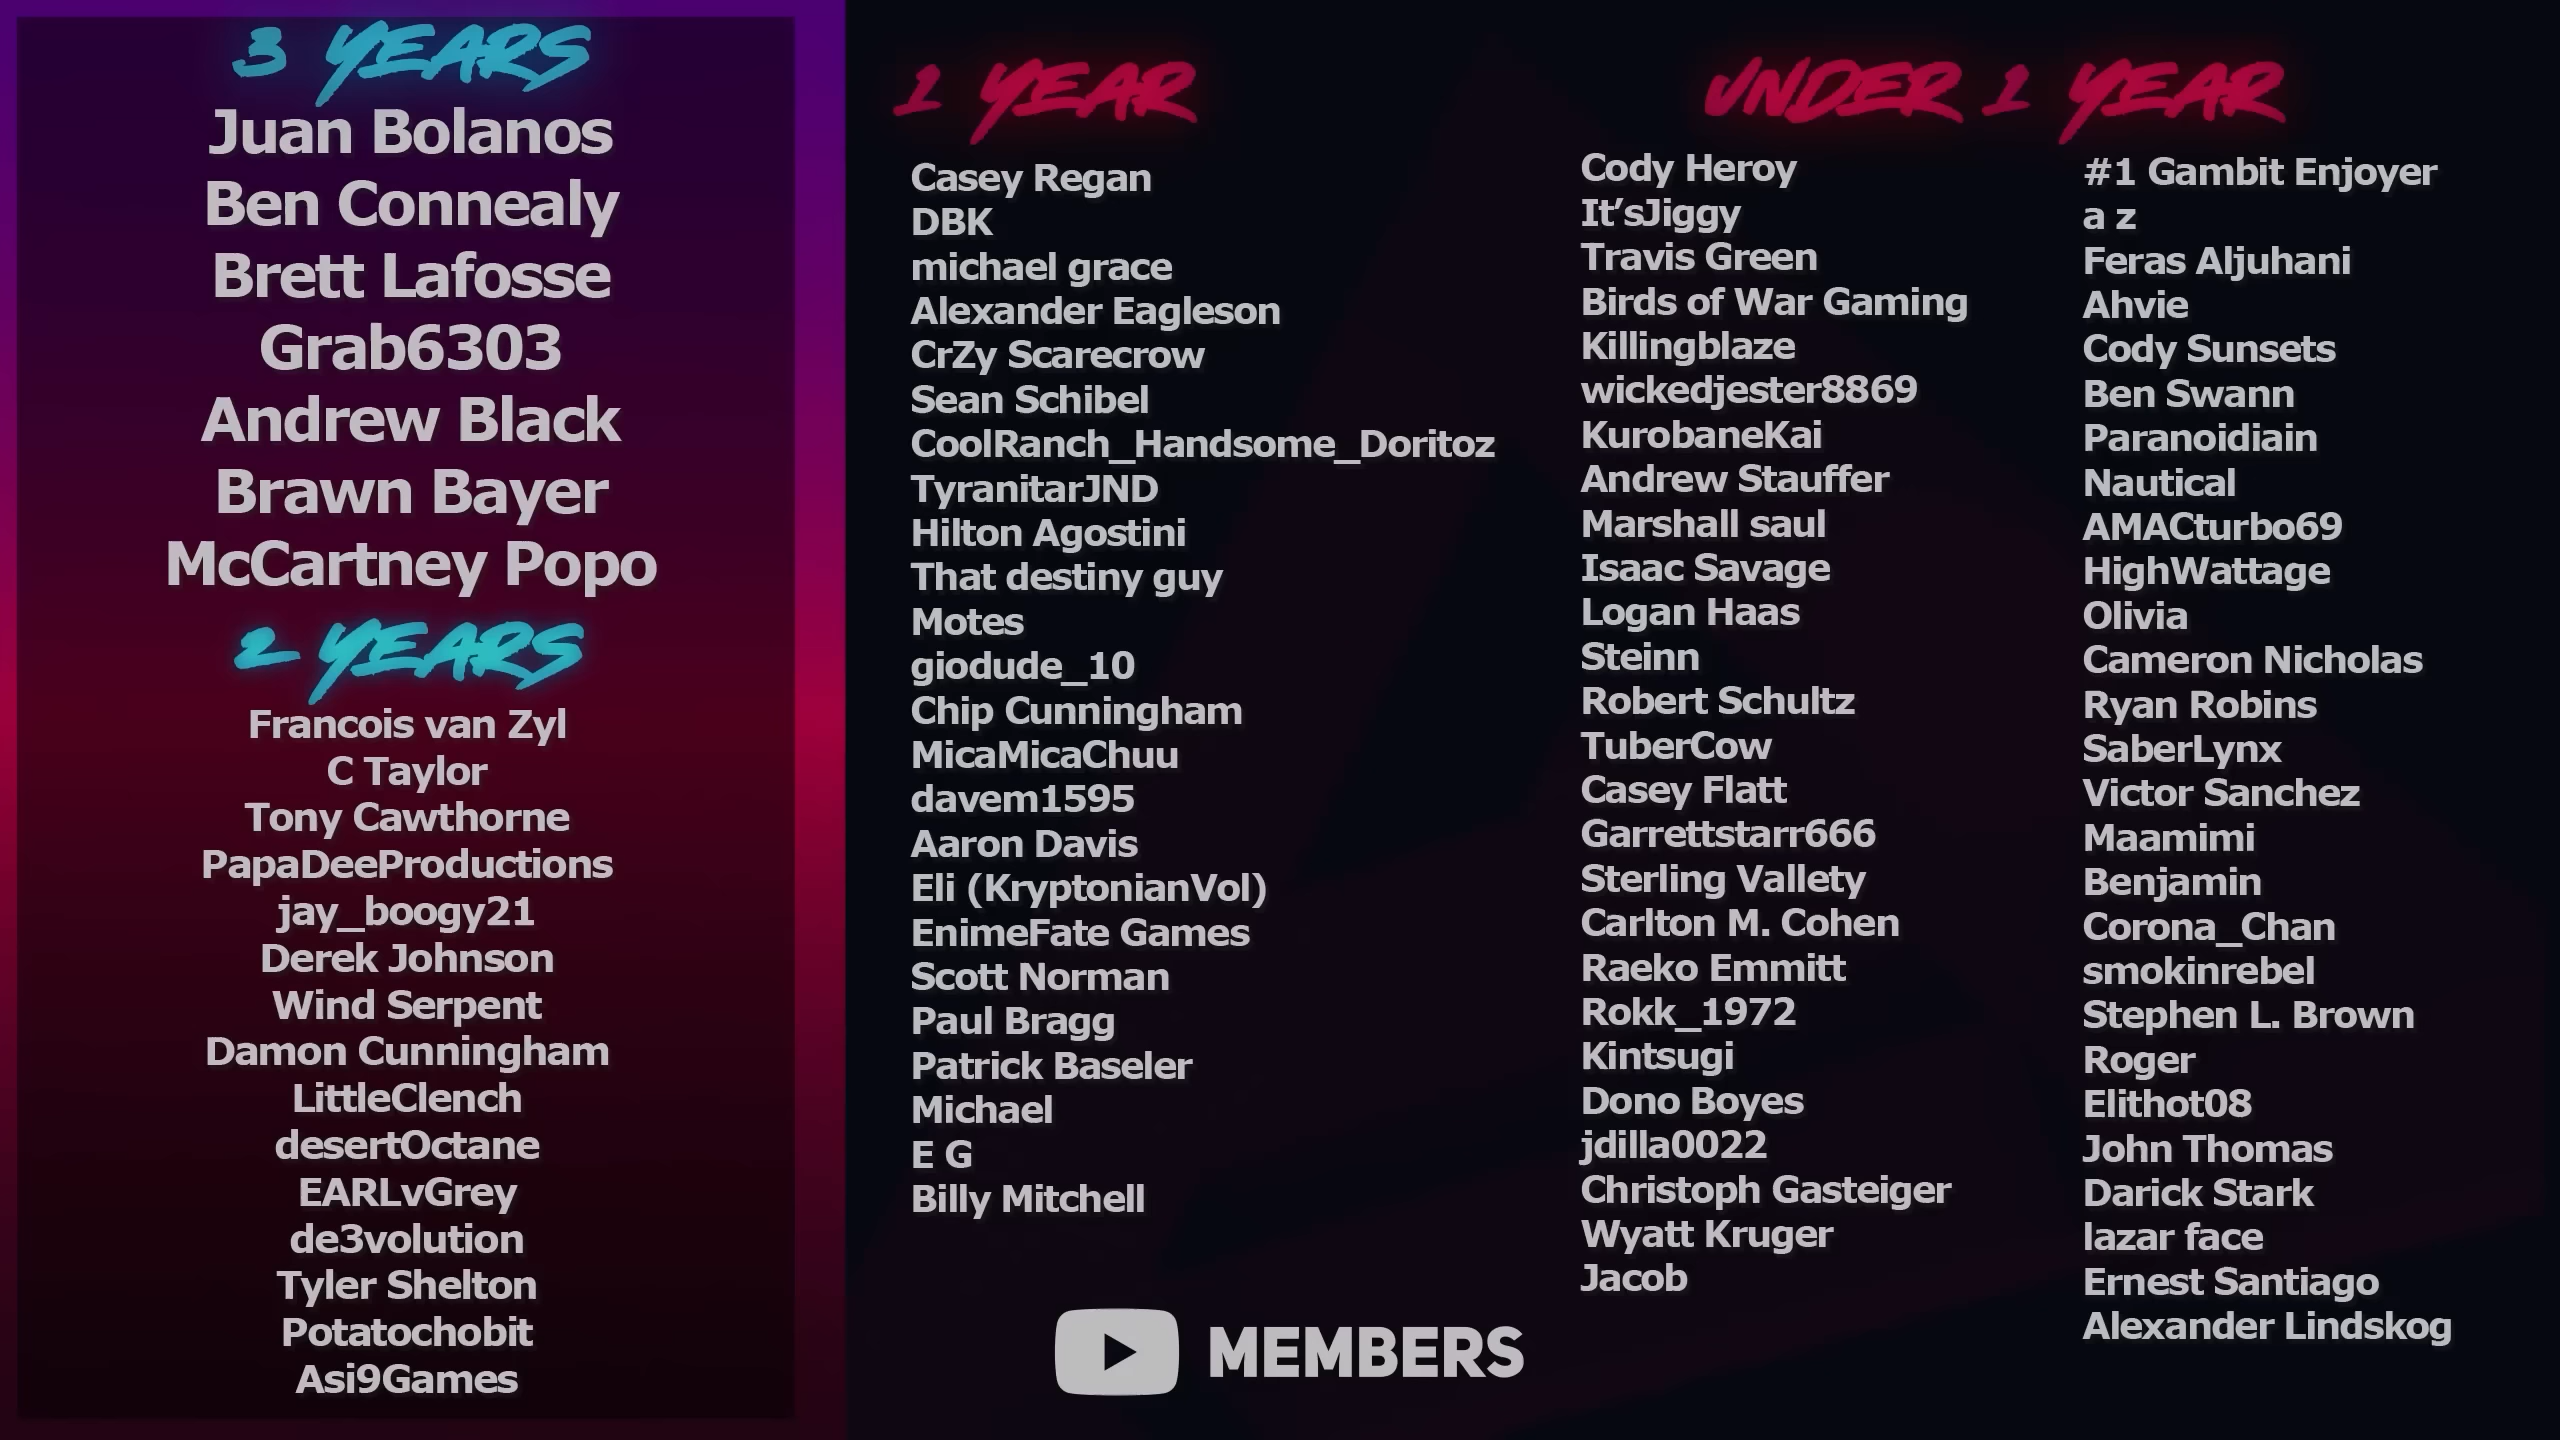 3 YEARS
Juan Bolanos
Ben Connealy
Brett Lafosse
Grab6303
Andrew Black
Brawn Bayer
McCartney Popo
2 YEARS
Francois van Zyl
C Taylor
Tony Cawthorne
PapaDeeProductions
jay_boogy21
Derek Johnson
Wind Serpent
Damon Cunningham
LittleClench
desertOctane
EARLvGrey
de3volution
Tyler Shelton
Potatochobit
Asi9Games
1 YEAR
Casey Regan
DBK
michael grace
Alexander Eagleson
CrZy Scarecrow
Sean Schibel
CoolRanch_Handsome_Doritoz
TyranitarJND
Hilton Agostini
That destiny guy
Motes
giodude_10
Chip Cunningham
MicaMicaChuu
davem1595
Aaron Davis
Eli (KryptonianVol)
EnimeFate Games
Scott Norman
Paul Bragg
Patrick Baseler
Michael
E G
Billy Mitchell
UNDER 1 YEAR
Cody Heroy
It’sJiggy
Travis Green
Birds of War Gaming
Killingblaze
wickedjester8869
KurobaneKai
Andrew Stauffer
Marshall saul
Isaac Savage
Logan Haas
Steinn
Robert Schultz
TuberCow
Casey Flatt
Garrettstarr666
Sterling Vallety
Carlton M. Cohen
Raeko Emmitt
Rokk_1972
Kintsugi
Dono Boyes
jdilla0022
Christoph Gasteiger
Wyatt Kruger
Jacob
#1 Gambit Enjoyer
a z
Feras Aljuhani
Ahvie
Cody Sunsets
Ben Swann
Paranoidiain
Nautical
AMACturbo69
HighWattage
Olivia
Cameron Nicholas
Ryan Robins
SaberLynx
Victor Sanchez
Maamimi
Benjamin
Corona_Chan
smokinrebel
Stephen L. Brown
Roger
Elithot08
John Thomas
Darick Stark
lazar face
Ernest Santiago
Alexander Lindskog
MEMBERS